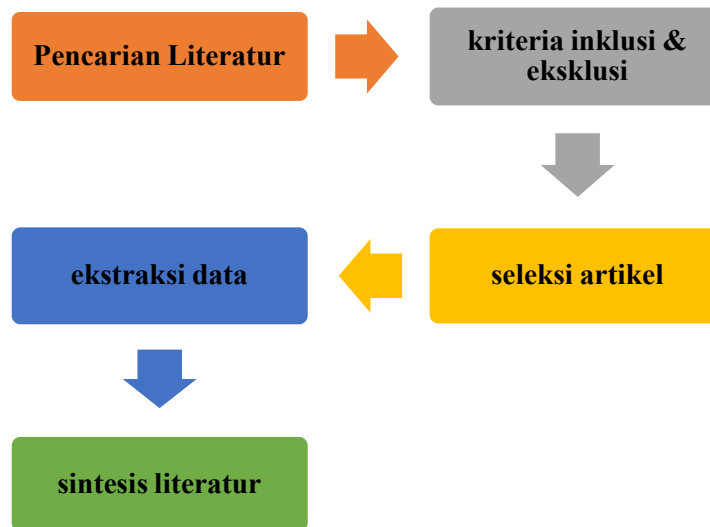 Pencarian Literatur
kriteria inklusi &
eksklusi
seleksi artikel
ekstraksi data
sintesis literatur